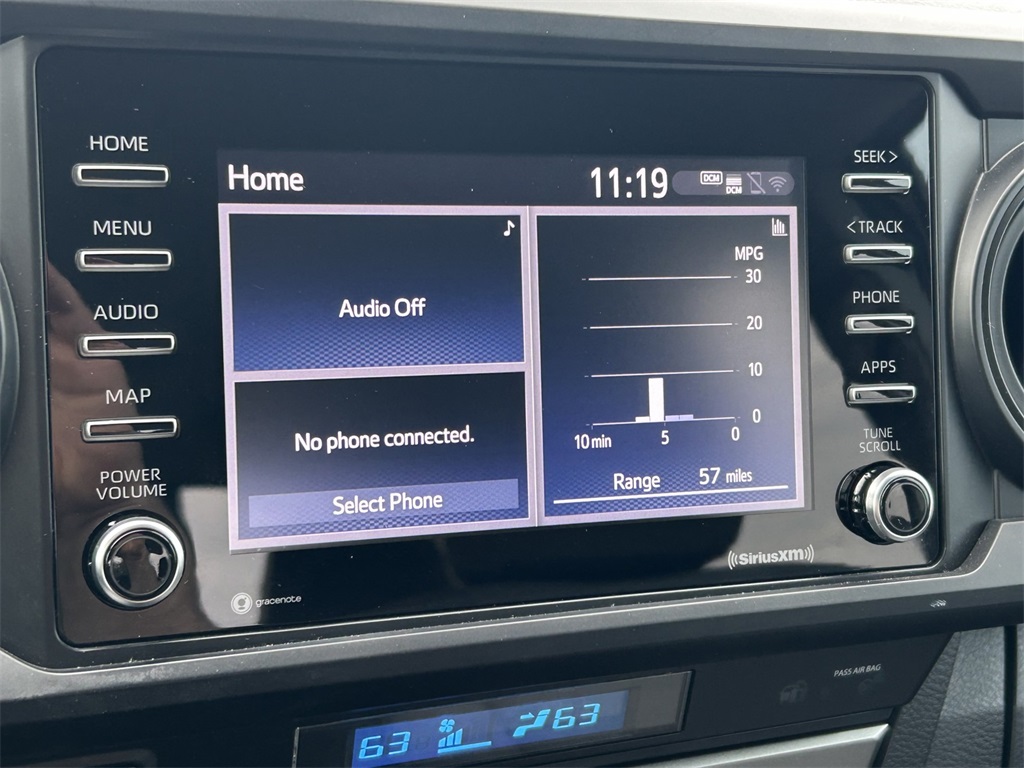 HOME
MENU
AUDIO
MAP
POWER
VOLUME
Home
11:19
DCM
DCM
Audio Off
No phone connected.
Select Phone
MPG
30
20
10
0
10 min 5 0
Range 57 miles
SEEK >
< TRACK
PHONE
APPS
TUNE
SCROLL
gracenote
((SiriusXM))
PASS AIR BAG
63 63